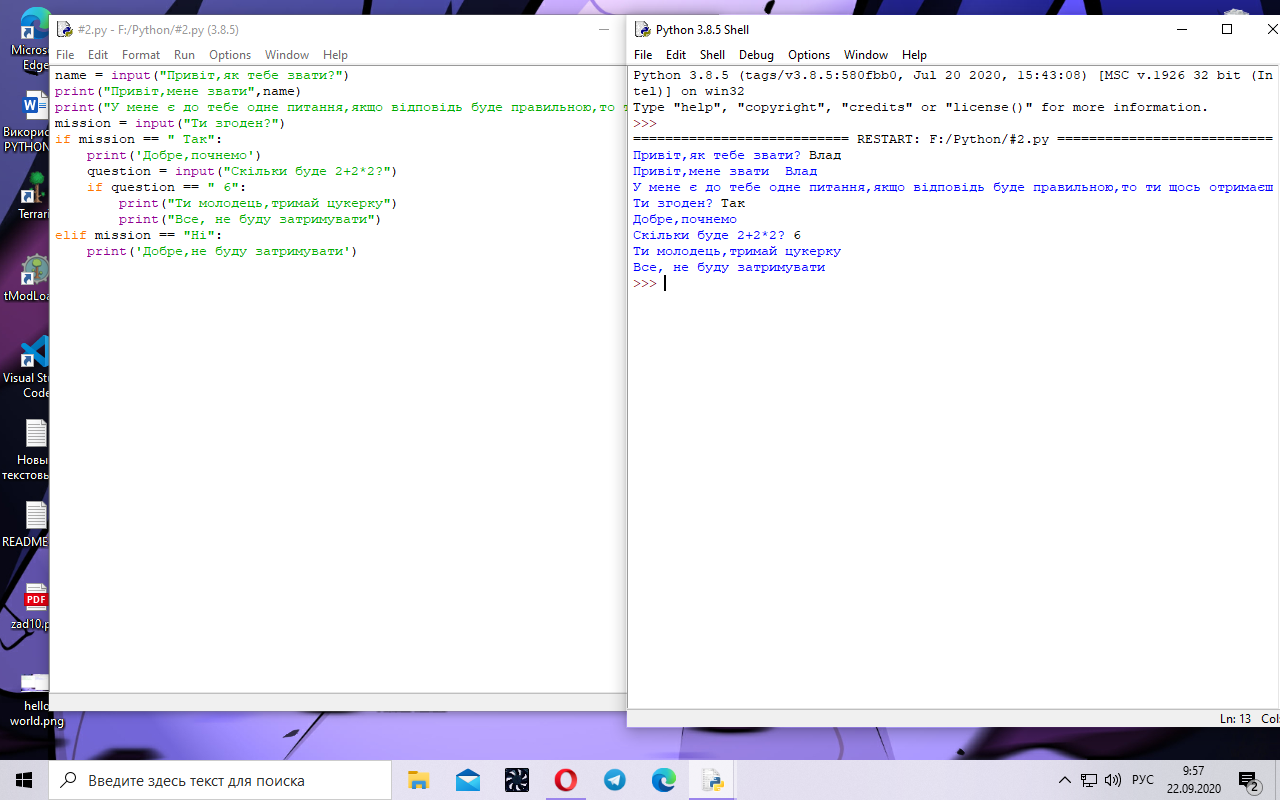 #2.py - F:/Python/#2.py (3.8.5)
File Edit Format Run Options Window Help
name = input("Привіт,як тебе звати?")
print("Привіт,мене звати",name)
print("У мене є до тебе одне питання,якщо відповідь буде правильною,то т
mission = input("Ти згоден?")
if mission == " Так":
    print('Добре,почнемо')
    question = input("Скільки буде 2+2*2?")
    if question == " 6":
        print("Ти молодець,тримай цукерку")
        print("Все, не буду затримувати")
elif mission == "Ні":
    print('Добре,не буду затримувати')
Python 3.8.5 Shell
File Edit Shell Debug Options Window Help
Python 3.8.5 (tags/v3.8.5:580fbb0, Jul 20 2020, 15:43:08) [MSC v.1926 32 bit (In
tel)] on win32
Type "help", "copyright", "credits" or "license()" for more information.
>>>
=========================== RESTART: F:/Python/#2.py ===========================
Привіт,як тебе звати? Влад
Привіт,мене звати  Влад
У мене є до тебе одне питання,якщо відповідь буде правильною,то ти щось отримаєш
Ти згоден? Так
Добре,почнемо
Скільки буде 2+2*2? 6
Ти молодець,тримай цукерку
Все, не буду затримувати
>>>
Ln: 13 Col:
Micros
Edge
Викори
PYTHON
Terrari
tModLoa
Visual Stu
Code
Новы
текстовы
README
PDF
zad10.p
hello
world.png
Введите здесь текст для поиска
РУС
9:57
22.09.2020
2